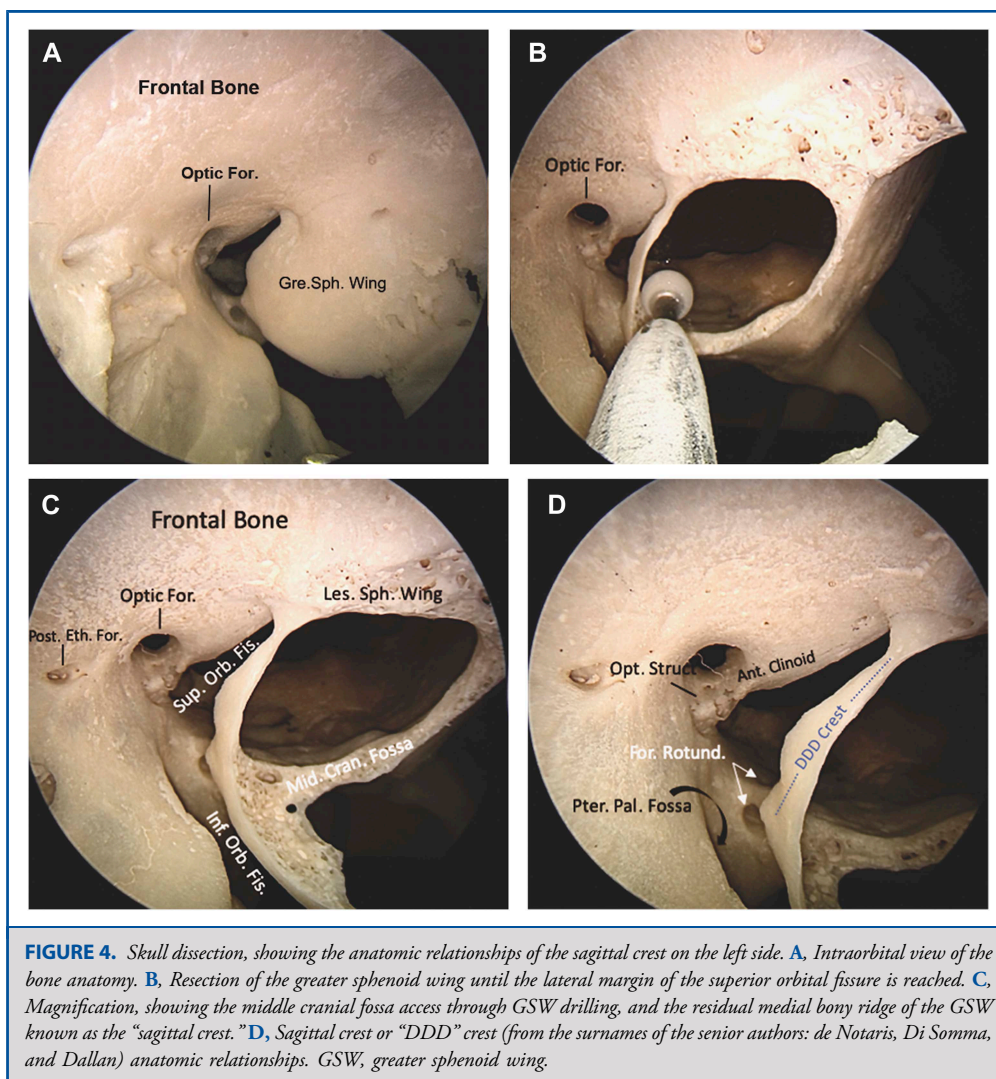 A
Frontal Bone
Optic For.
Gre.Sph. Wing
B
Optic For.
C
Frontal Bone
Optic For.
Les. Sph. Wing
Post. Eth. For.
Sup. Orb. Fis.
Mid. Cran. Fossa
Inf. Orb. Fis.
D
Opt. Struct
Ant. Clinoid
DDD Crest
For. Rotund.
Pter. Pal. Fossa
FIGURE 4. Skull dissection, showing the anatomic relationships of the sagittal crest on the left side. A, Intraorbital view of the
bone anatomy. B, Resection of the greater sphenoid wing until the lateral margin of the superior orbital fissure is reached. C,
Magnification, showing the middle cranial fossa access through GSW drilling, and the residual medial bony ridge of the GSW
known as the “sagittal crest.” D, Sagittal crest or “DDD” crest (from the surnames of the senior authors: de Notaris, Di Somma,
and Dallan) anatomic relationships. GSW, greater sphenoid wing.